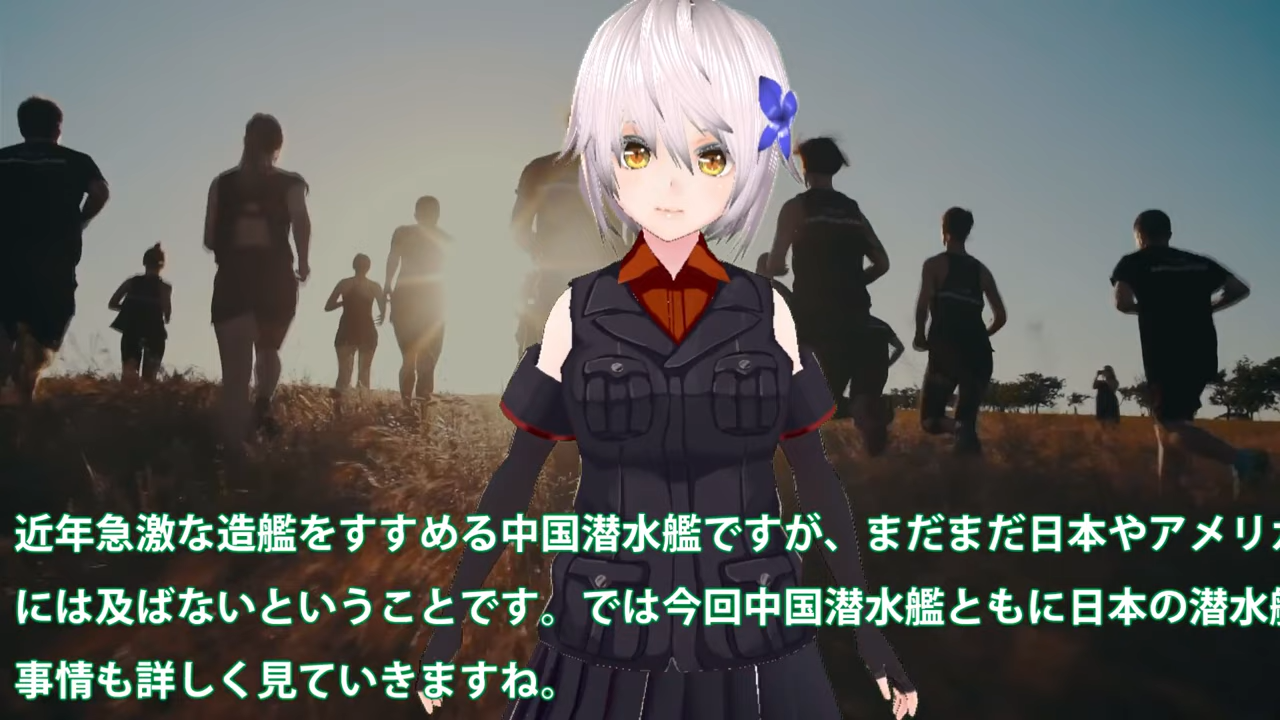 近年急激な造艦をすすめる中国潜水艦ですが、まだまだ日本やアメリカ
には及ばないということです。では今回中国潜水艦ともに日本の潜水艦
事情も詳しく見ていきますね。